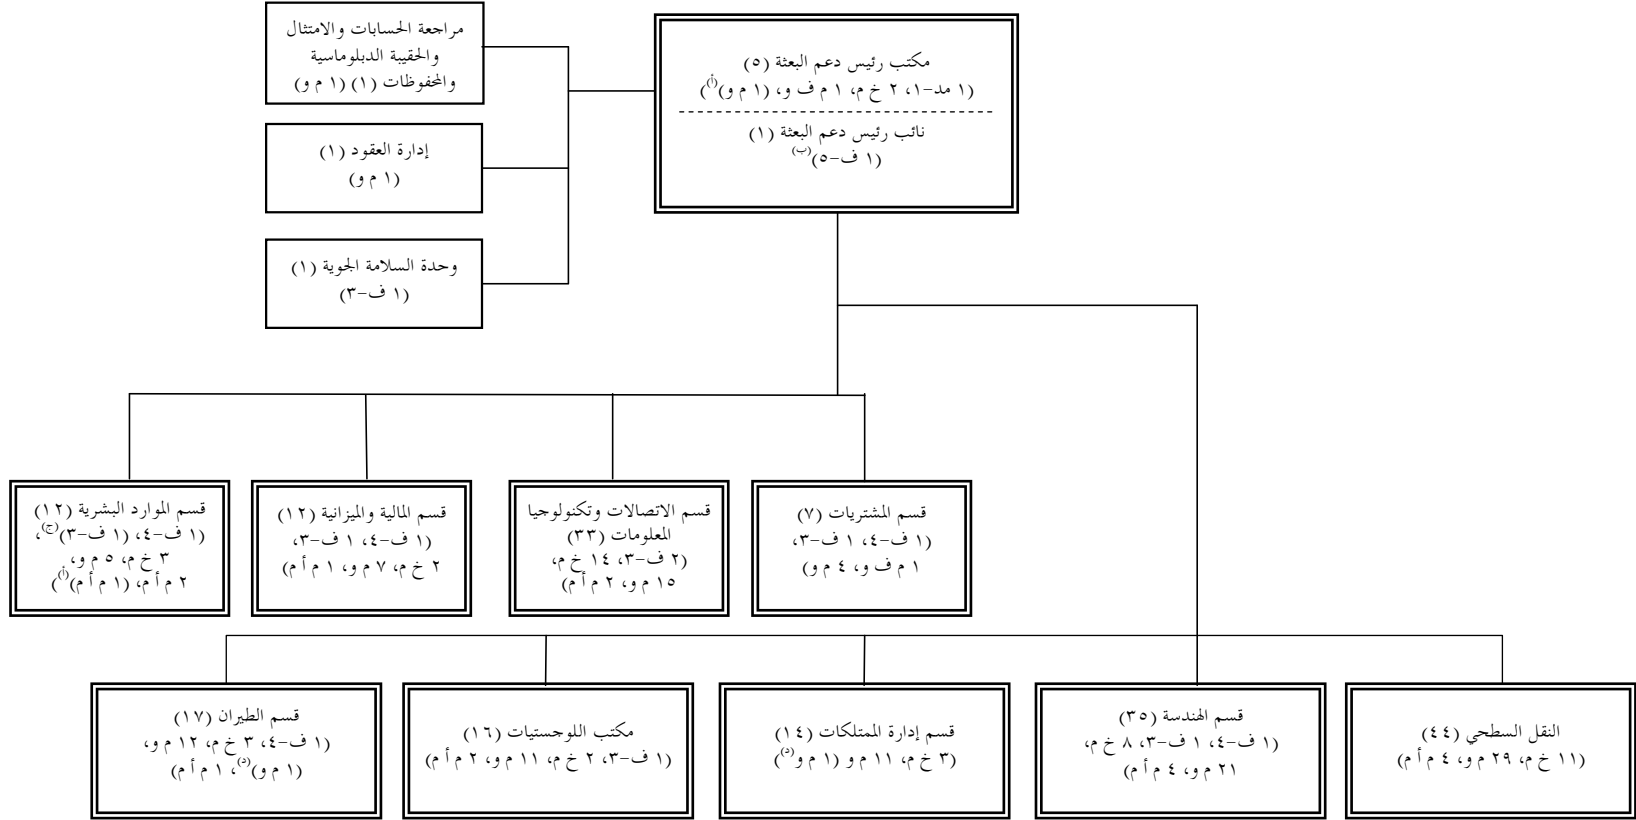 مكتب رئيس دعم البعثة (٥)
(١ مد-١، ٢ خ م، ١ م ف و، (١ م و)(أ))
نائب رئيس دعم البعثة (١)
(١ ف-٥)(ب)
مراجعة الحسابات والامتثال
والحقيبة الدبلوماسية
والمحفوظات (١) (١ م و)
إدارة العقود (١)
(١ م و)
وحدة السلامة الجوية (١)
(١ ف-٣)
قسم المشتريات (٧)
(١ ف-٤، ١ ف-٣،
١ م ف و، ٤ م و)
قسم الاتصالات وتكنولوجيا
المعلومات (٣٣)
(٢ ف-٣، ١٤ خ م،
١٥ م و، ٢ م أ م)
قسم المالية والميزانية (١٢)
(١ ف-٤، ١ ف-٣،
٢ خ م، ٧ م و، ١ م أ م)
قسم الموارد البشرية (١٢)
(١ ف-٤، (١ ف-٣)(ج)،
٣ خ م، ٥ م و،
٢ م أ م، (١ م أ م)(أ))
النقل السطحي (٤٤)
(١١ خ م، ٢٩ م و، ٤ م أ م)
قسم الهندسة (٣٥)
(١ ف-٤، ١ ف-٣، ٨ خ م،
٢١ م و، ٤ م أ م)
قسم إدارة الممتلكات (١٤)
(٣ خ م، ١١ م و (١ م و(د))
مكتب اللوجستيات (١٦)
(١ ف-٣، ٢ خ م، ١١ م و، ٢ م أ م)
قسم الطيران (١٧)
(١ ف-٤، ٣ خ م، ١٢ م و،
(١ م و)(د)، ١ م أ م)